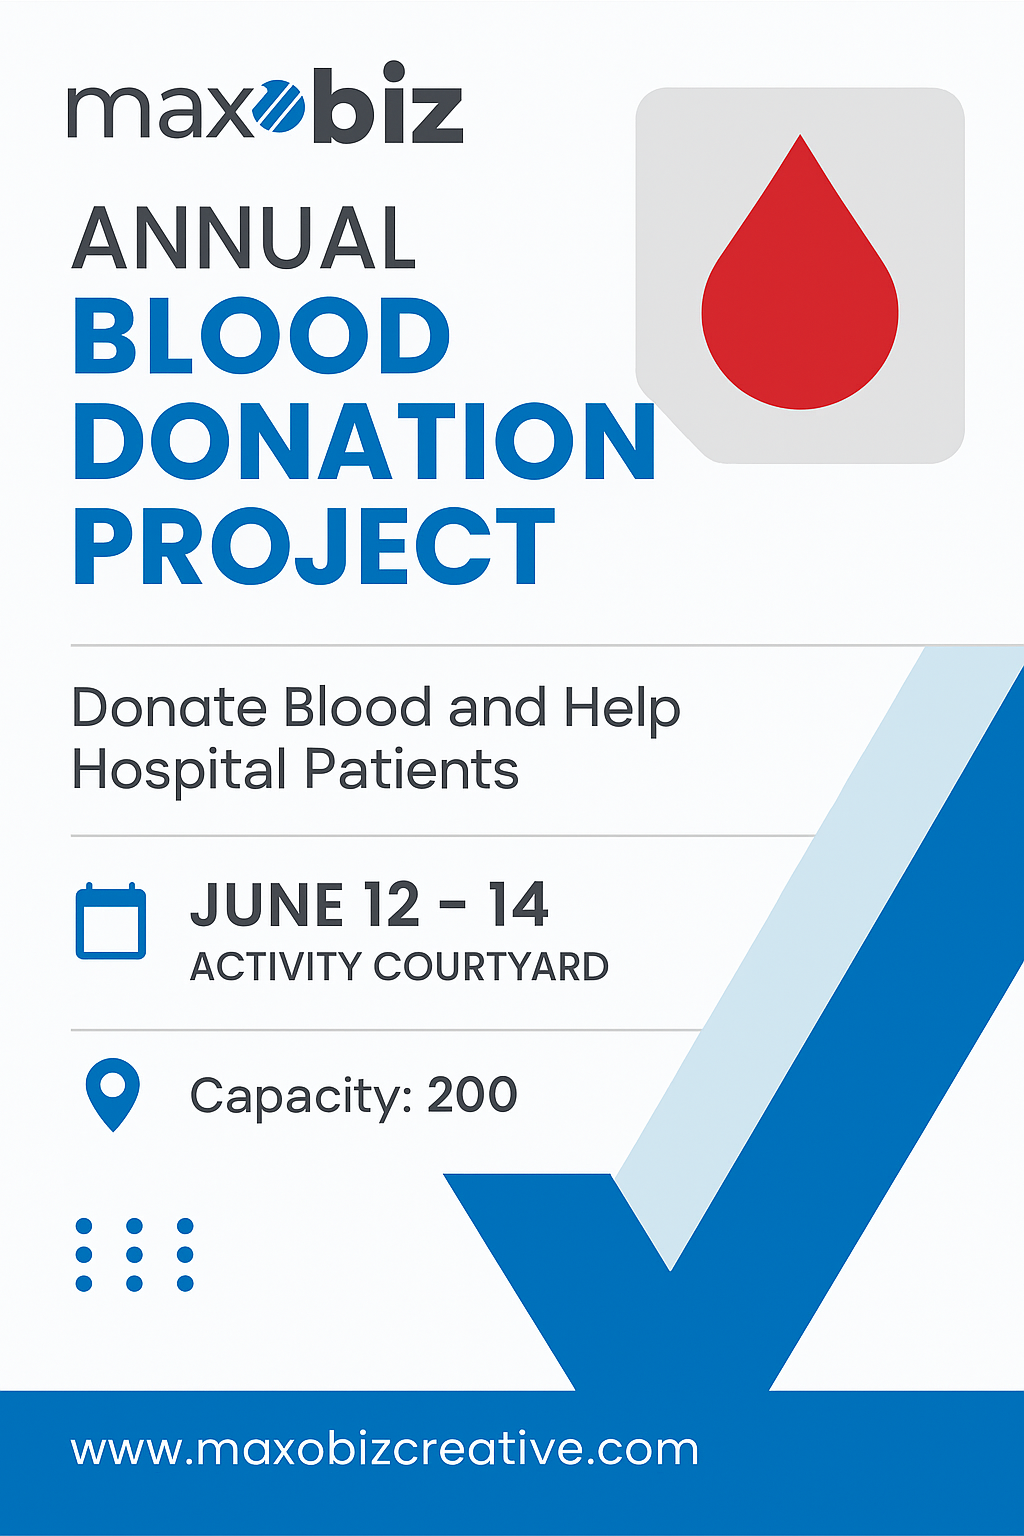 maxobiz
ANNUAL
BLOOD
DONATION
PROJECT
Donate Blood and Help
Hospital Patients
JUNE 12 – 14
ACTIVITY COURTYARD
Capacity: 200
www.maxobizcreative.com